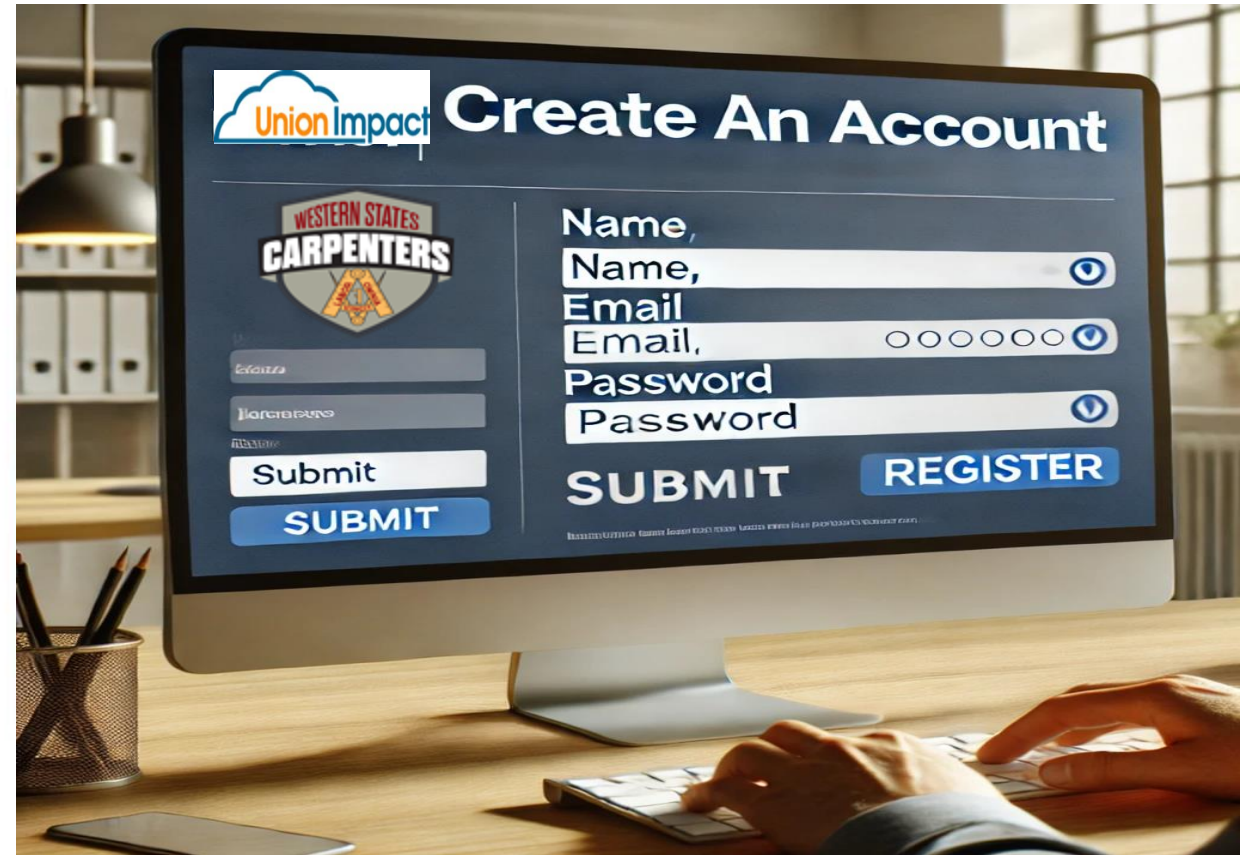 Union Impact
Create An Account
WESTERN STATES
CARPENTERS
Submit
SUBMIT
Name,
Name,
Email
Email,
Password
Password
SUBMIT
REGISTER